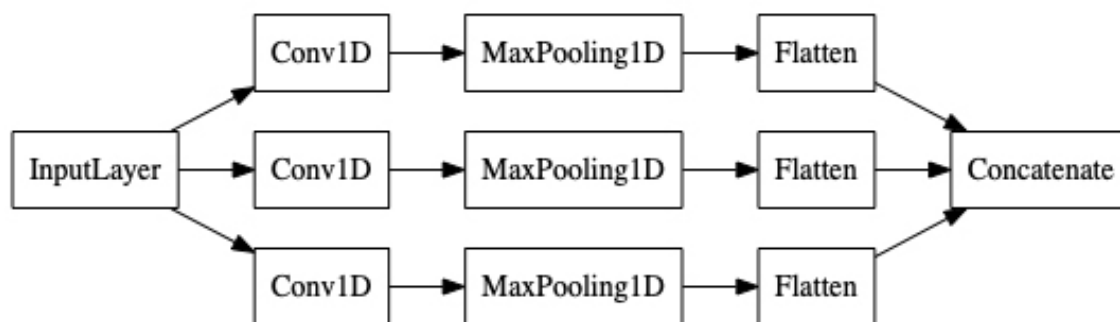 Conv1D MaxPooling1D Flatten
InputLayer Conv1D MaxPooling1D Flatten Concatenate
Conv1D MaxPooling1D Flatten